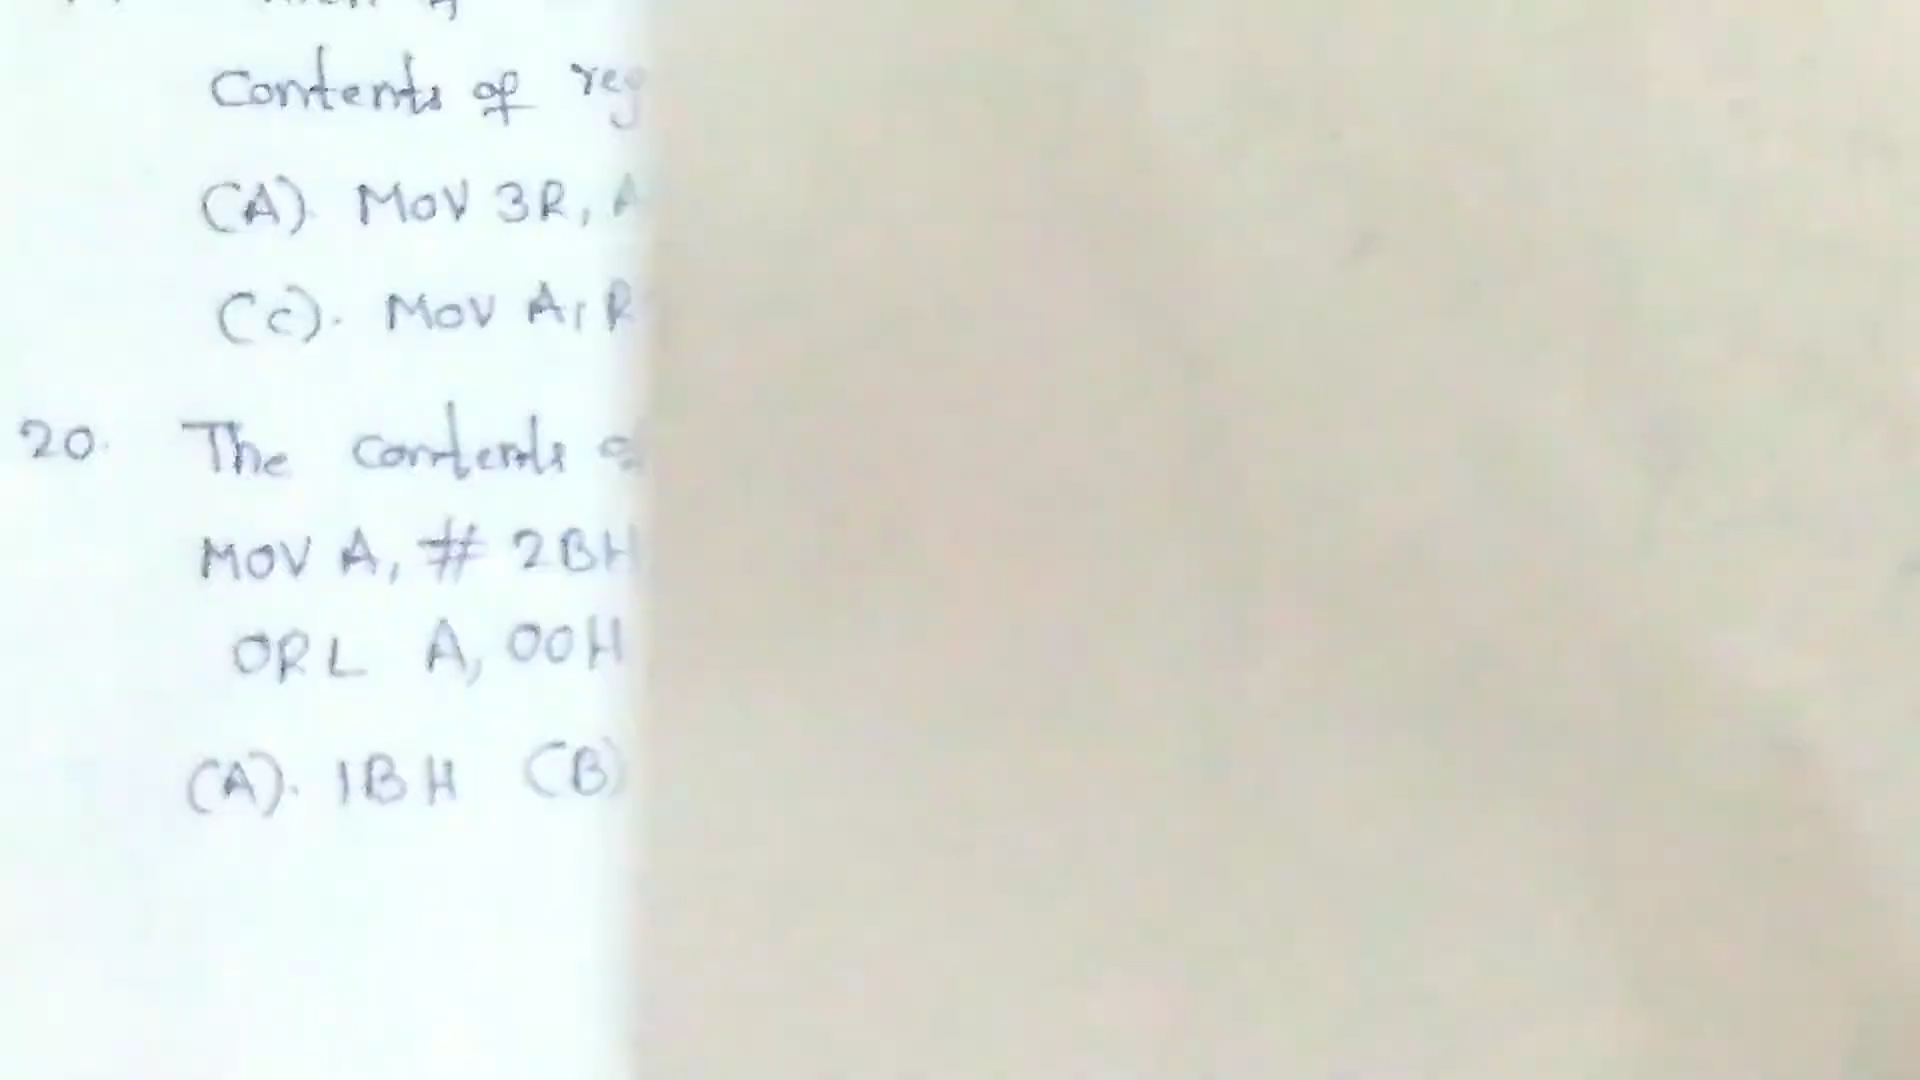 Contents of
(A). MOV 3R, A
(C). MOV A, R
20. The contents
MOV A, # 2BH
ORL A, 00H
(A). 1BH (B)